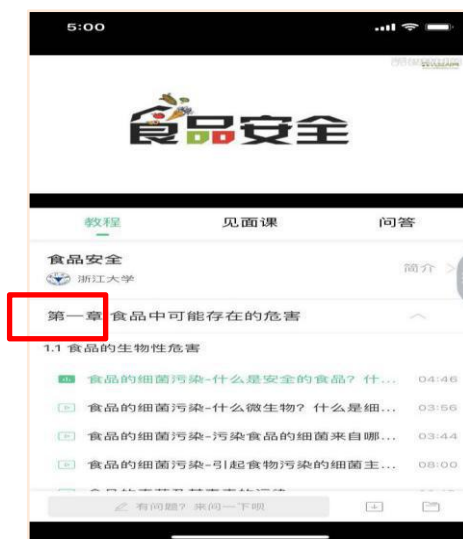 5:00
食品安全
教程 见面课 问答
食品安全
浙江大学
简介
第一章 食品中可能存在的危害
1.1 食品的生物性危害
食品的细菌污染-什么是安全的食品？什... 04:46
食品的细菌污染-什么微生物？什么是细... 03:56
食品的细菌污染-污染食品的细菌来自哪... 03:44
食品的细菌污染-引起食物污染的细菌主... 08:00
有问题？来问一下呗